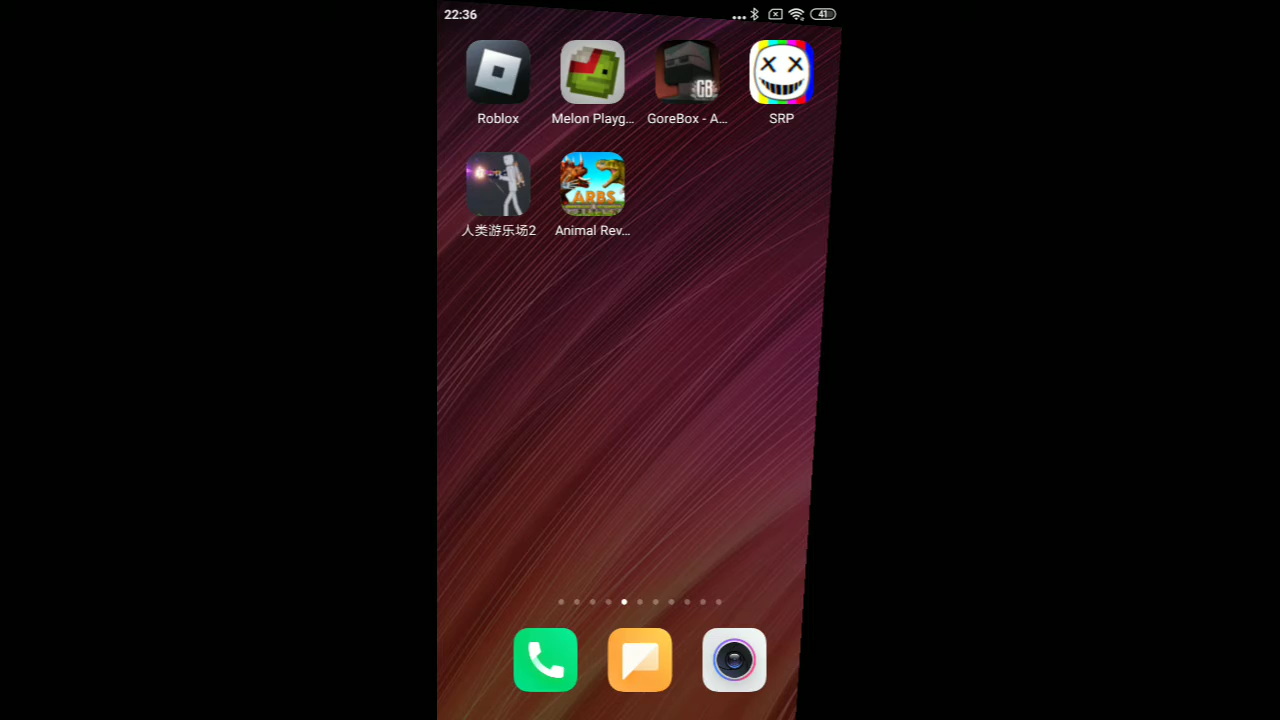 22:36
41
GB
Roblox
Melon Playg...
GoreBox - A...
SRP
ARBS
人类游乐场2
Animal Rev...